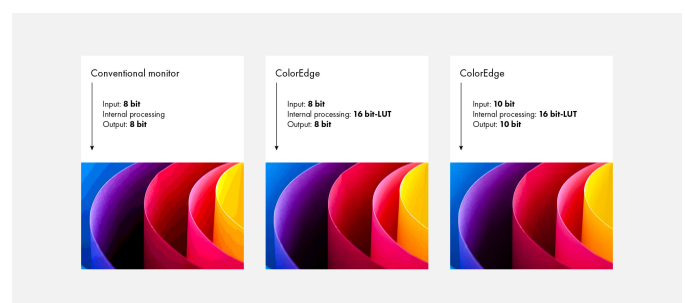 Conventional monitor
Input: 8 bit
Internal processing
Output: 8 bit
ColorEdge
Input: 8 bit
Internal processing: 16 bit-LUT
Output: 8 bit
ColorEdge
Input: 10 bit
Internal processing: 16 bit-LUT
Output: 10 bit